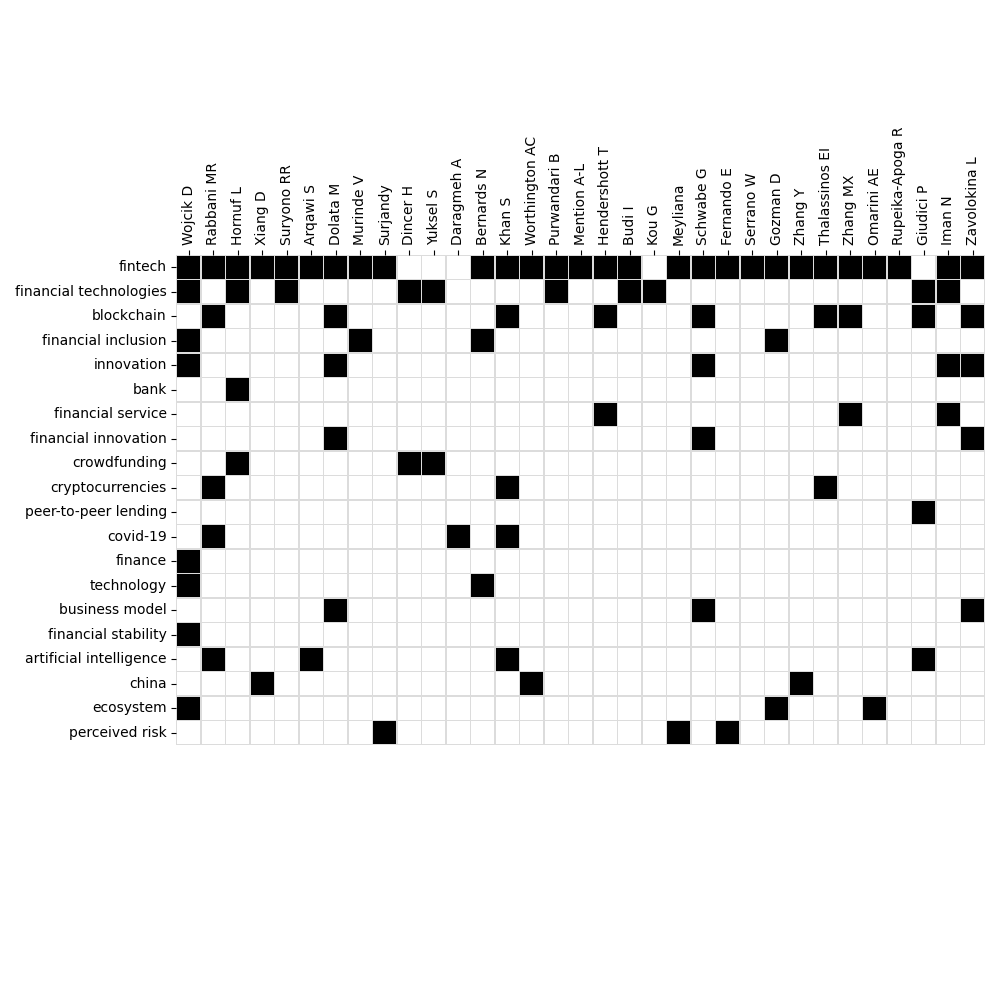 Wojcik D
Rabbani MR
Hornuf L
Xiang D
Suryono RR
Arqawi S
Dolata M
Murinde V
Surjandy
Dincer H
Yuksel S
Daragmeh A
Bernards N
Khan S
Worthington AC
Purwandari B
Mention A-L
Hendershott T
Budi I
Kou G
Meyliana
Schwabe G
Fernando E
Serrano W
Gozman D
Zhang Y
Thalassinos EI
Zhang MX
Omarini AE
Rupeika-Apoga R
Giudici P
Iman N
Zavolokina L
fintech
financial technologies
blockchain
financial inclusion
innovation
bank
financial service
financial innovation
crowdfunding
cryptocurrencies
peer-to-peer lending
covid-19
finance
technology
business model
financial stability
artificial intelligence
china
ecosystem
perceived risk